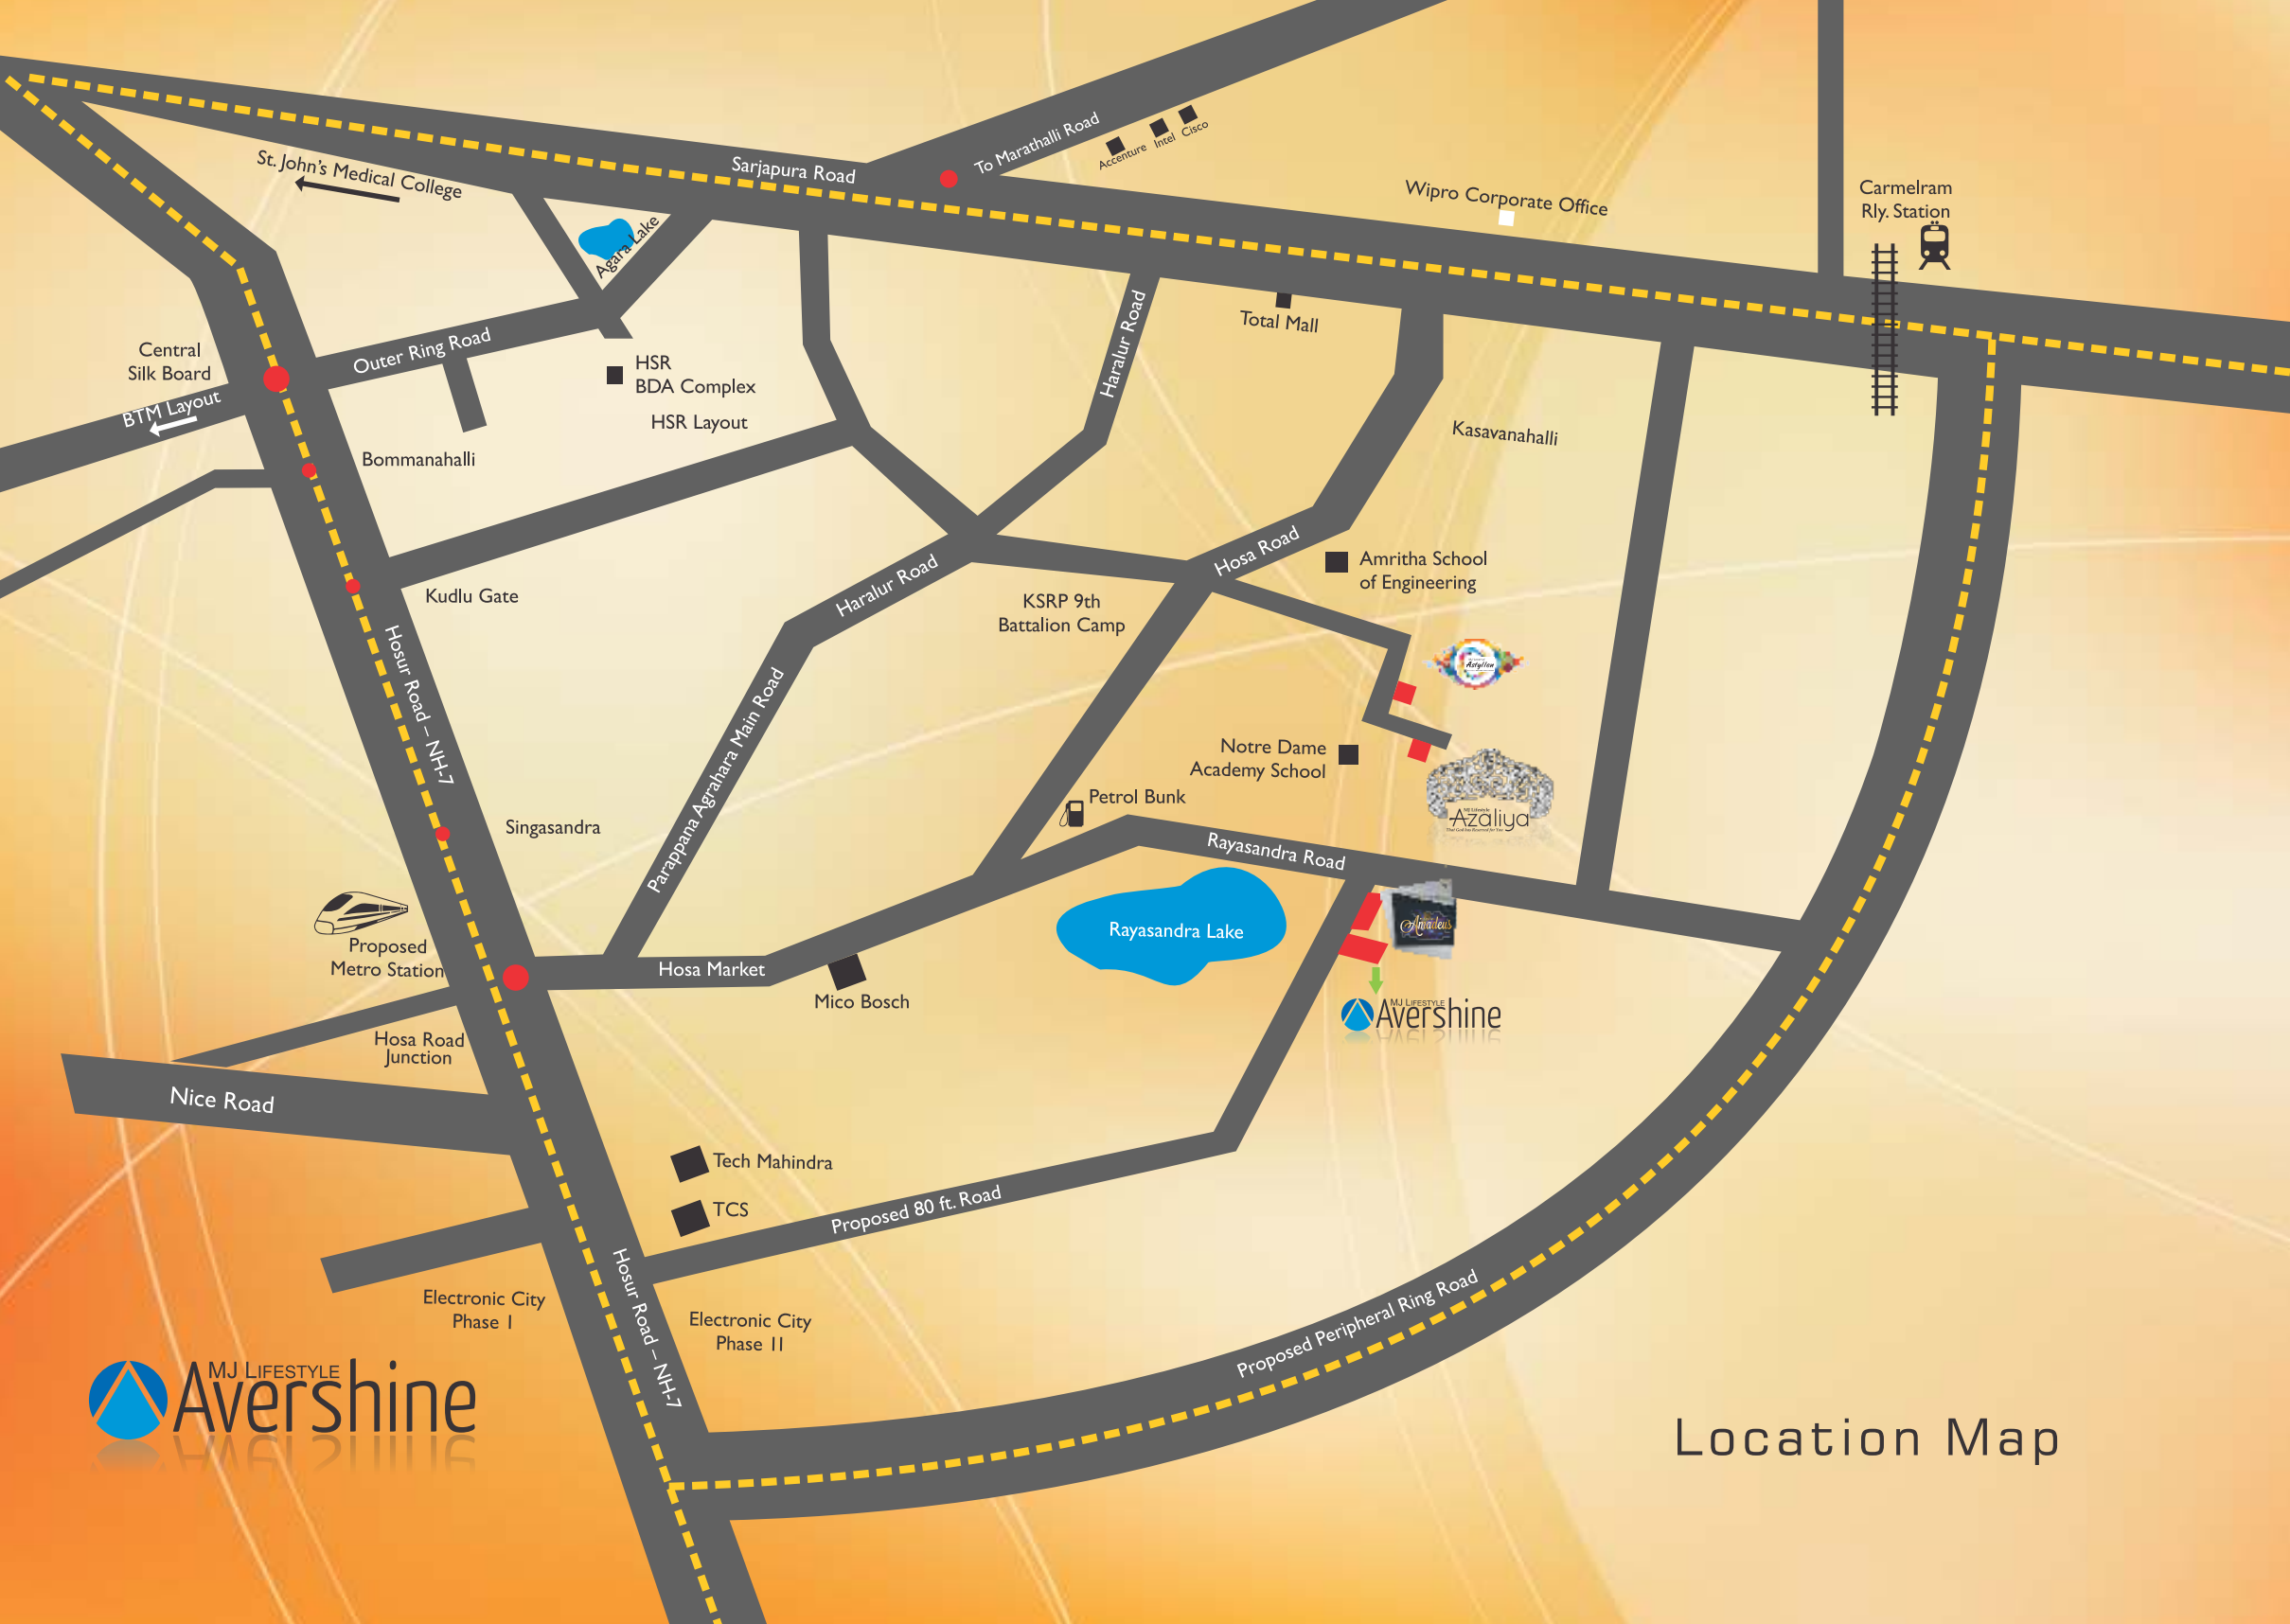 St. John's Medical College
Sarjapura Road
To Marathalli Road
Accenture
Intel
Cisco
Wipro Corporate Office
Carmelram
Rly. Station
Agara Lake
Central
Silk Board
BTM Layout
Outer Ring Road
HSR
BDA Complex
HSR Layout
Haralur Road
Total Mall
Kasavanahalli
Bommanahalli
Kudlu Gate
Hosur Road – NH-7
Haralur Road
KSRP 9th
Battalion Camp
Hosa Road
Amritha School
of Engineering
Astyllen
Parappana Agrahara Main Road
Notre Dame
Academy School
Petrol Bunk
MJ Lifestyle
Azaliya
Singasandra
Rayasandra Road
Rayasandra Lake
Amadeus
Proposed
Metro Station
Hosa Market
Mico Bosch
MJ LIFESTYLE
Avershine
Hosa Road
Junction
Nice Road
Tech Mahindra
TCS
Proposed 80 ft. Road
Hosur Road – NH-7
Electronic City
Phase I
Electronic City
Phase II
Proposed Peripheral Ring Road
MJ LIFESTYLE
Avershine
Location Map